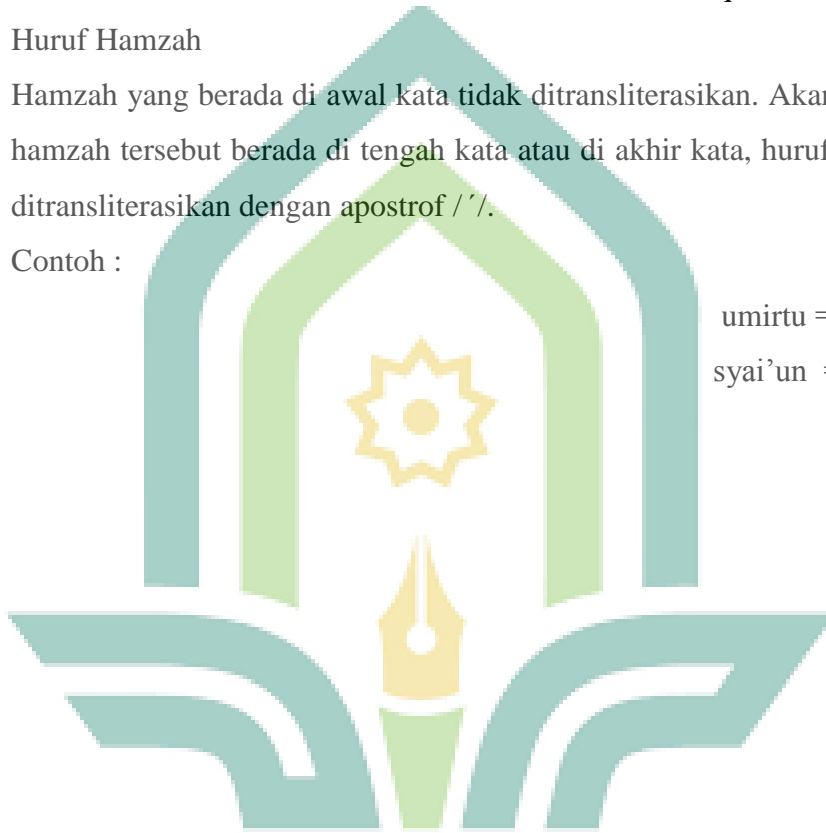 Huruf Hamzah
Hamzah yang berada di awal kata tidak ditransliterasikan. Akan
hamzah tersebut berada di tengah kata atau di akhir kata, huruf
ditransliterasikan dengan apostrof /´/.
Contoh :
umirtu =
syai’un =